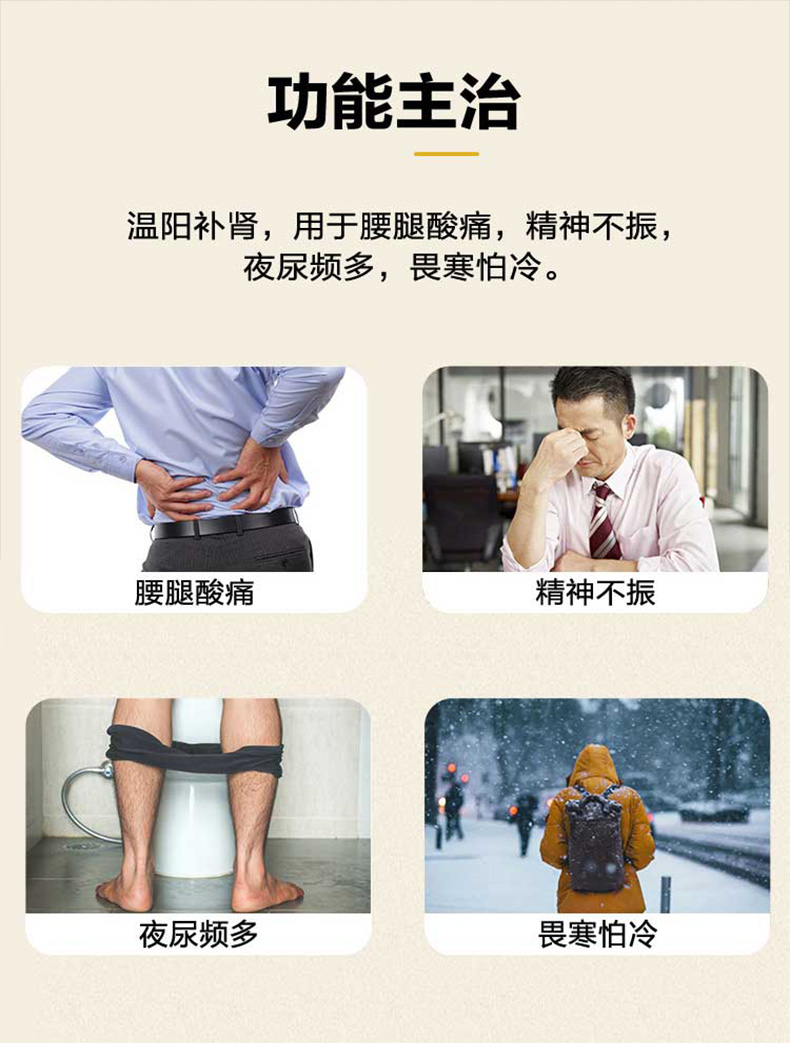 功能主治
温阳补肾，用于腰腿酸痛，精神不振，
夜尿频多，畏寒怕冷。
腰腿酸痛
精神不振
夜尿频多
畏寒怕冷